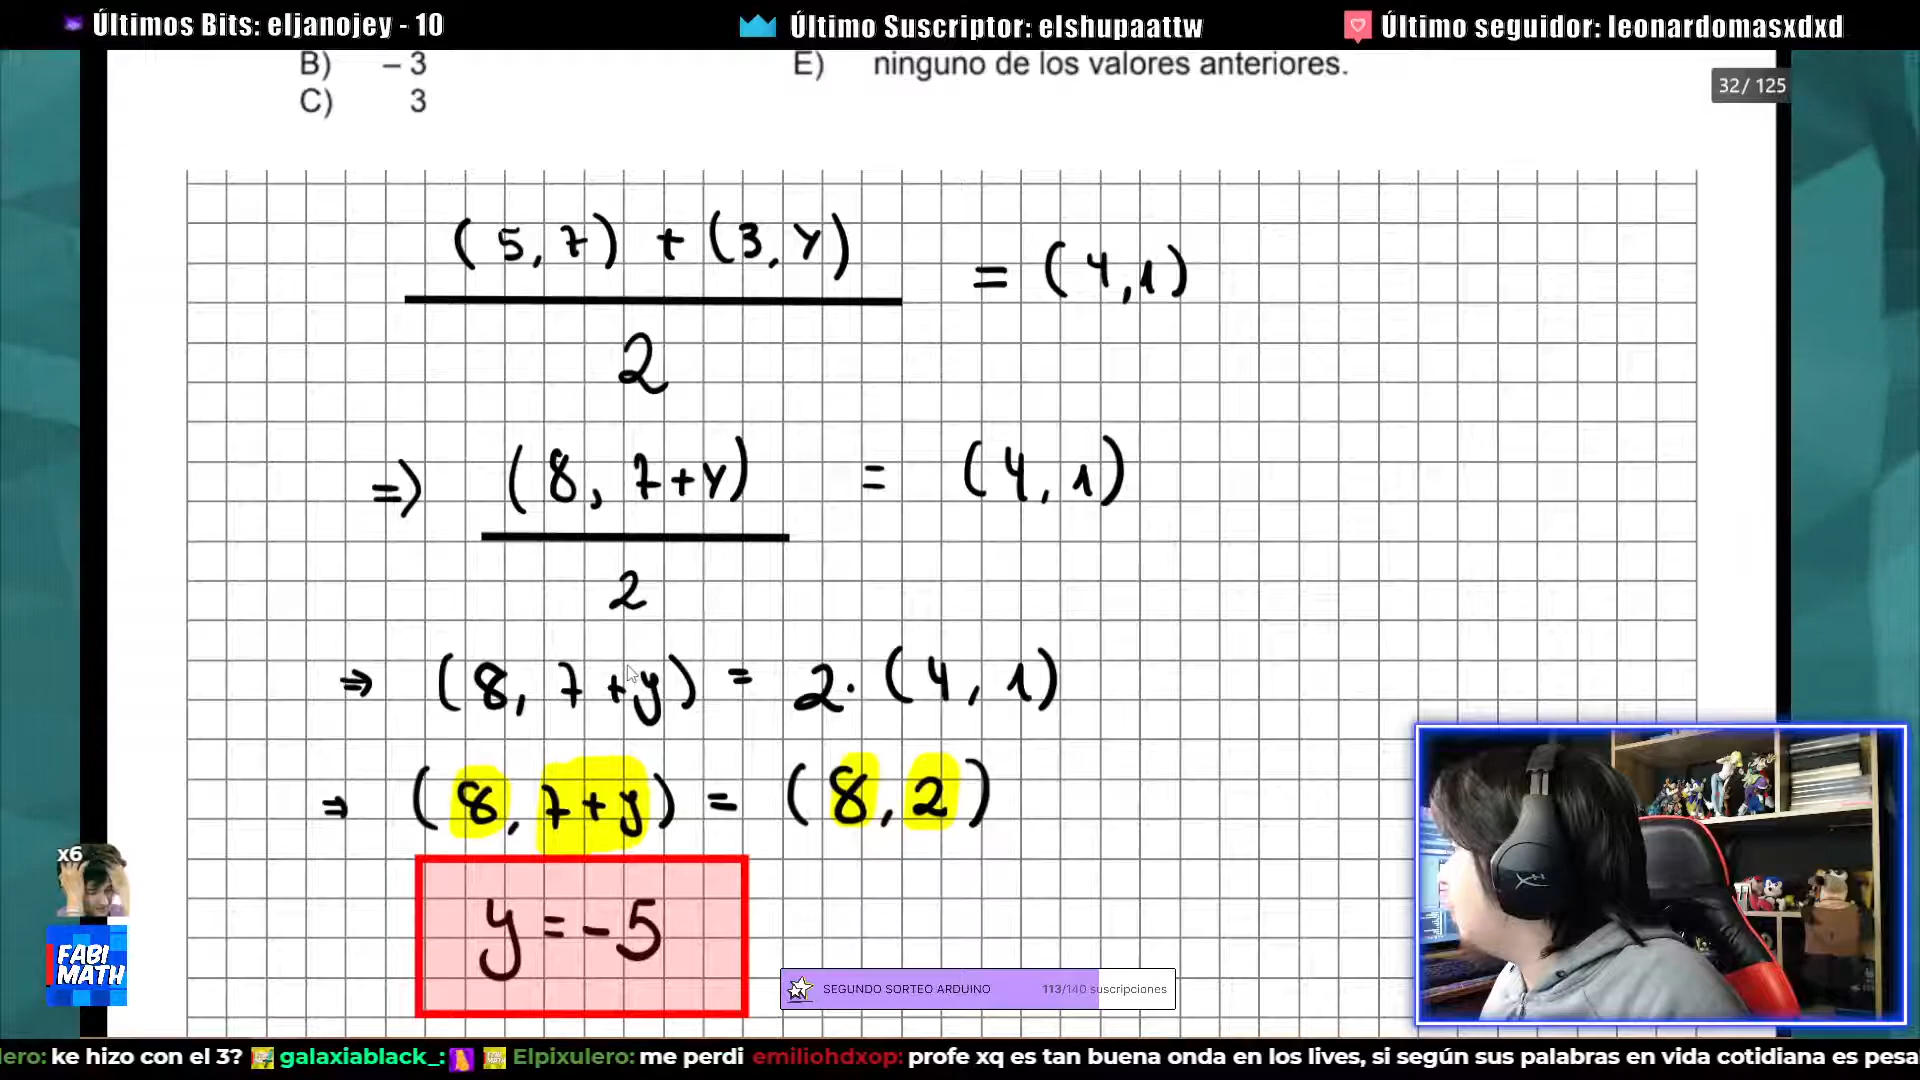 Últimos Bits: eljanojey - 10
Último Suscriptor: elshupaattw
Último seguidor: leonardomasxdxd
B) – 3
E) ninguno de los valores anteriores.
C) 3
32/ 125
(5,7) + (3,y)
= (4,1)
2
=> (8, 7+y) = (4,1)
2
⇒ (8, 7+y) = 2·(4,1)
⇒ (8, 7+y) = (8,2)
y = -5
x6
FABI
MATH
SEGUNDO SORTEO ARDUINO 113/140 suscripciones
lero: ke hizo con el 3? galaxiablack_: Elpixulero: me perdi emiliohdxop: profe xq es tan buena onda en los lives, si según sus palabras en vida cotidiana es pesa